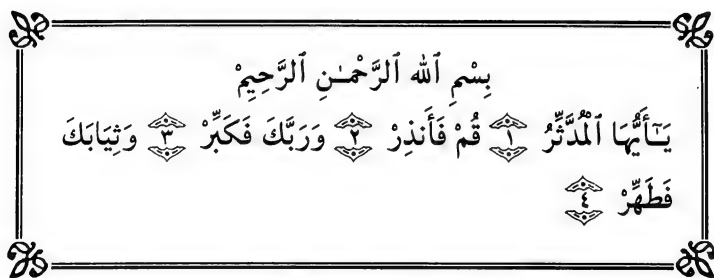 بِسْمِ ٱللَّهِ ٱلرَّحْمَـٰنِ ٱلرَّحِيمْ
يَـٰٓأَيُّهَا ٱلْمُدَّثِّرُ ١ قُمْ فَأَنذِرْ ٢ وَرَبَّكَ فَكَبِّرْ ٣ وَثِيَابَكَ
فَطَهِّرْ ٤